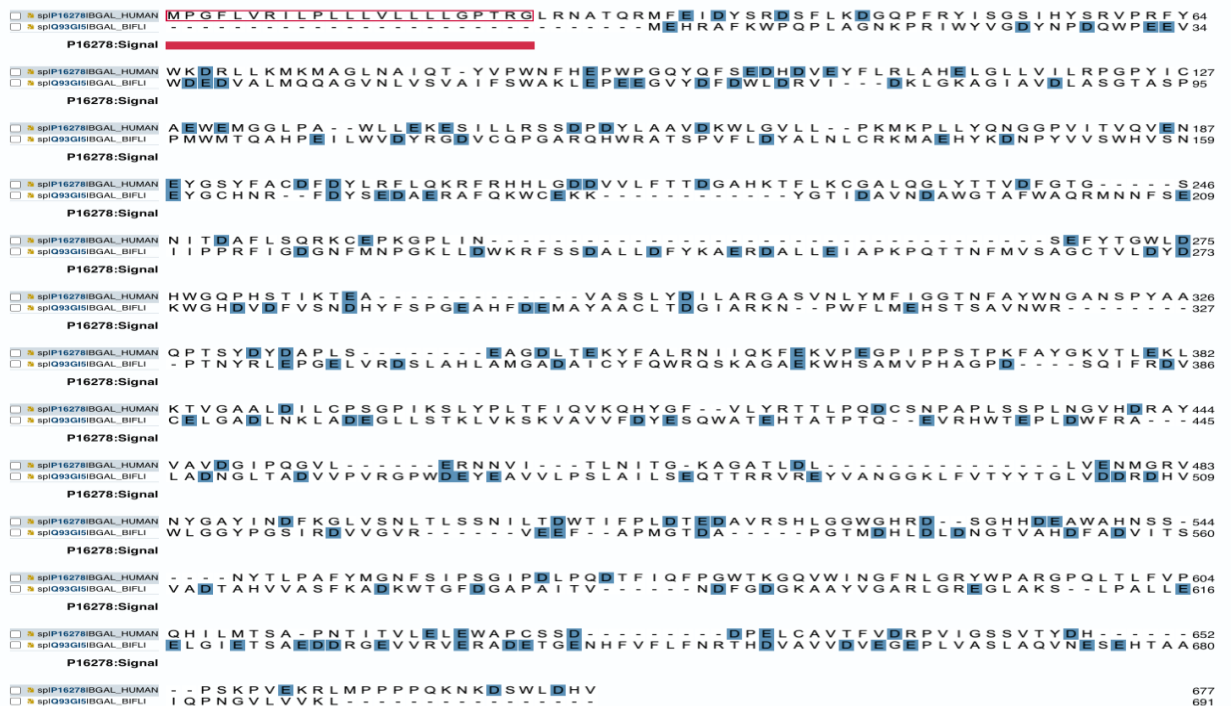 sp|P16278|BGAL_HUMAN MPGFLVRILPLLLVLLLLGPTRGLRNATQRMFEIDYSRDSFLKDGQPFRYISGSIHYSRVPRFY 64
sp|Q93GI5|BGAL_BIFLI ------------------------------MEHRAFKWPQPLAGNKPRIWYVGDYNPDQWPEEV 34
P16278:Signal
sp|P16278|BGAL_HUMAN WKDRLLKMKMAGLNAIQT-YVPWNFHEPWPGQYQFSEDHDVEYFLRLAHELGLLVILRPGPYIC 127
sp|Q93GI5|BGAL_BIFLI WDEDVALMQQAGVNLVSVAIFSWAKLEPEEGVYDFDWLDRVI---DKLGKAGIAVDLASGTASP 95
P16278:Signal
sp|P16278|BGAL_HUMAN AEWEMGGLPA--WLLEKESILLRSSDPDYLAAVDKWLGVLL--PKMKPLLYQNGGPVITVQVEN 187
sp|Q93GI5|BGAL_BIFLI PMWMTQAHPEILWVDYRGDVCQPGARQHWRATSPVFLDYALNLCRKMAEHYKDNPYVVSWHVSN 159
P16278:Signal
sp|P16278|BGAL_HUMAN EYGSYFACDFDYLRFLQKRFRHHLGDDVVLFTTDGAHKTFLKCGALQGLYTTVDFGTG-----S 246
sp|Q93GI5|BGAL_BIFLI EYGCHNR--FDYSEDAERAFQKWCEKK------------YGTIDAVNDAWGTAFWAQRMNNFSE 209
P16278:Signal
sp|P16278|BGAL_HUMAN NITDAFLSQRKCEPKGPLIN-----------------------------------SEFYTGWLD 275
sp|Q93GI5|BGAL_BIFLI IIPPRFIGDGNFMNPGKLLDWKRFSSDALLDFYKAERDALLEIAPKPQTTNFMVSAGCTVLDYD 273
P16278:Signal
sp|P16278|BGAL_HUMAN HWGQPHSTIKTEA-------------VASSLYDILARGASVNLYMFIGGTNFAYWNGANSPYAA 326
sp|Q93GI5|BGAL_BIFLI KWGHDVDFVSNDHYFSPGEAHFDEMAYAACLTDGIARKN--PWFLMEHSTSAVNWR-------- 327
P16278:Signal
sp|P16278|BGAL_HUMAN QPTSYDYDAPLS--------EAGDLTEKYFALRNIIQKFEKVPEGPIPPSTPKFAYGKVTLEKL 382
sp|Q93GI5|BGAL_BIFLI -PTNYRLEPGELVRDSLAHLAMGADAICYFQWRQSKAGAEKWHSAMVPHAGPD----SQIFRDV 386
P16278:Signal
sp|P16278|BGAL_HUMAN KTVGAALDILCPSGPIKSLYPLTFIQVKQHYGF--VLYRTTLPQDCSNPAPLSSPLNGVHDRAY 444
sp|Q93GI5|BGAL_BIFLI CELGADLNKLADEGLLSTKLVKSKVAVVFDYESQWATEHTATPTQ--EVRHWTEPLDWFRA--- 445
P16278:Signal
sp|P16278|BGAL_HUMAN VAVDGIPQGVL------ERNNVI---TLNITG-KAGATLDL---------------LVENMGRV 483
sp|Q93GI5|BGAL_BIFLI LADNGLTADVVPVRGPWDEYEAVVLPSLAILSEQTTRRVREYVANGGKLFVTYYTGLVDDRDHV 509
P16278:Signal
sp|P16278|BGAL_HUMAN NYGAYINDFKGLVSNLTLSSNILTDWTIFPLDTEDAVRSHLGGWGHRD--SGHHDEAWAHNSS- 544
sp|Q93GI5|BGAL_BIFLI WLGGYPGSIRDVVGVR------VEEF--APMGTDA-----PGTMDHLDLDNGTVAHDFADVITS 560
P16278:Signal
sp|P16278|BGAL_HUMAN ----NYTLPAFYMGNFSIPSGIPDLPQDTFIQFPGWTKGQVWINGFNLGRYWPARGPQLTLFVP 604
sp|Q93GI5|BGAL_BIFLI VADTAHVVASFVKADKWTGFDGAPAITV-----NDFGDGKAAYVGARLGREGLAKS--LPALLE 616
P16278:Signal
sp|P16278|BGAL_HUMAN QHILMTSA-PNTITVLELEWAPCSSD---------DPELCAVTFVDRPVIGSSVTYDH------ 652
sp|Q93GI5|BGAL_BIFLI ELGIETSAEDDRGEVVRVERADETGENHFVFLFNRTHDVAVVDVEGEPLVASLAQVNESEHTAA 680
P16278:Signal
sp|P16278|BGAL_HUMAN --PSKPVEKRLMPPPPQKNKDSWLDHV 677
sp|Q93GI5|BGAL_BIFLI IQPNGVLVVKL---------------- 691